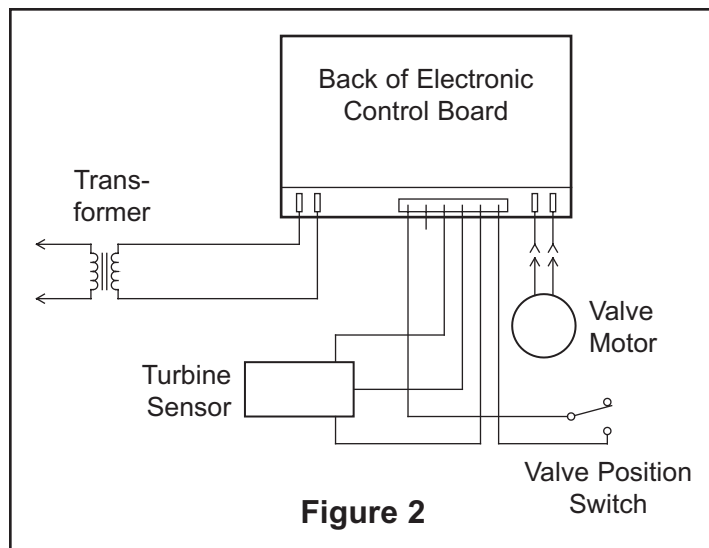 Back of Electronic
Control Board
Trans-
former
Valve
Motor
Turbine
Sensor
Valve Position
Switch
Figure 2